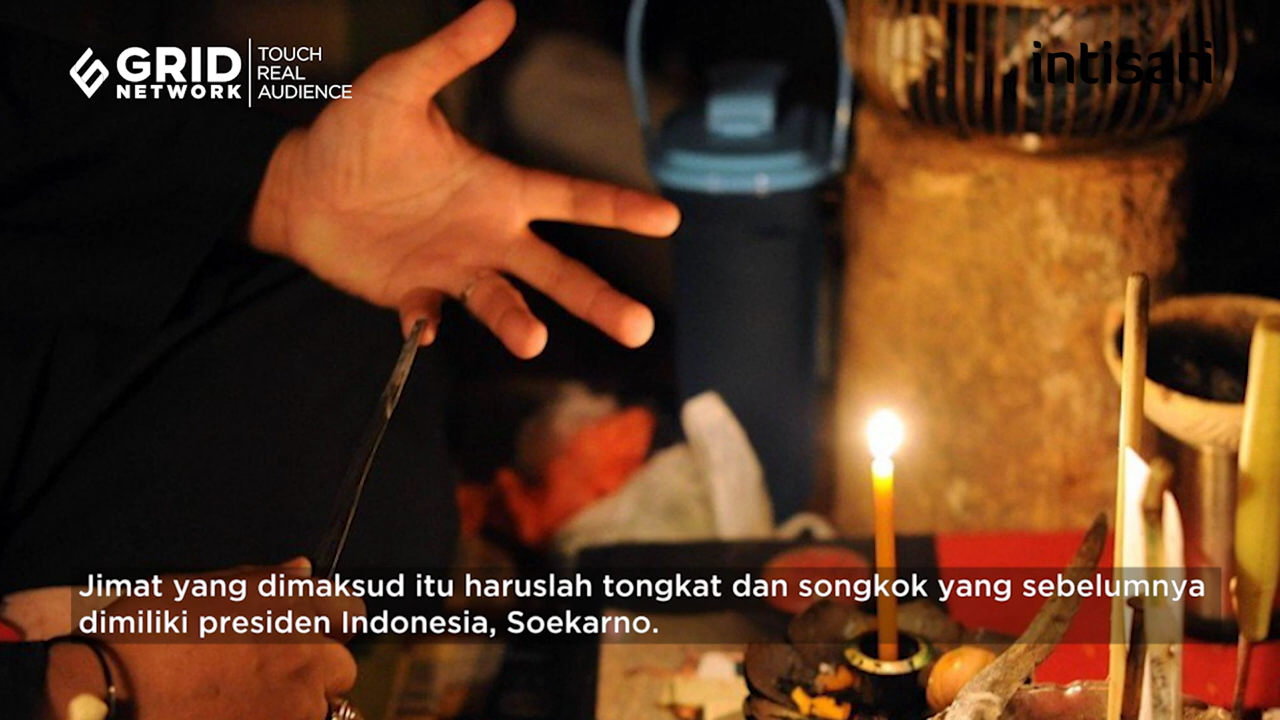 GRID
NETWORK
TOUCH
REAL
AUDIENCE
intisari
Jimat yang dimaksud itu haruslah tongkat dan songkok yang sebelumnya
dimiliki presiden Indonesia, Soekarno.